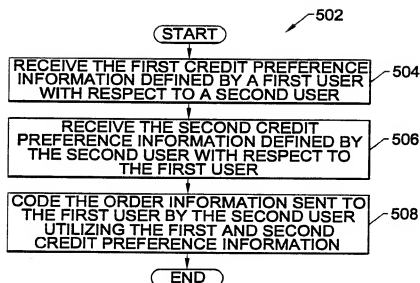 502
START
RECEIVE THE FIRST CREDIT PREFERENCE
INFORMATION DEFINED BY A FIRST USER
WITH RESPECT TO A SECOND USER
504
RECEIVE THE SECOND CREDIT
PREFERENCE INFORMATION DEFINED BY
THE SECOND USER WITH RESPECT TO
THE FIRST USER
506
CODE THE ORDER INFORMATION SENT TO
THE FIRST USER BY THE SECOND USER
UTILIZING THE FIRST AND SECOND
CREDIT PREFERENCE INFORMATION
508
END